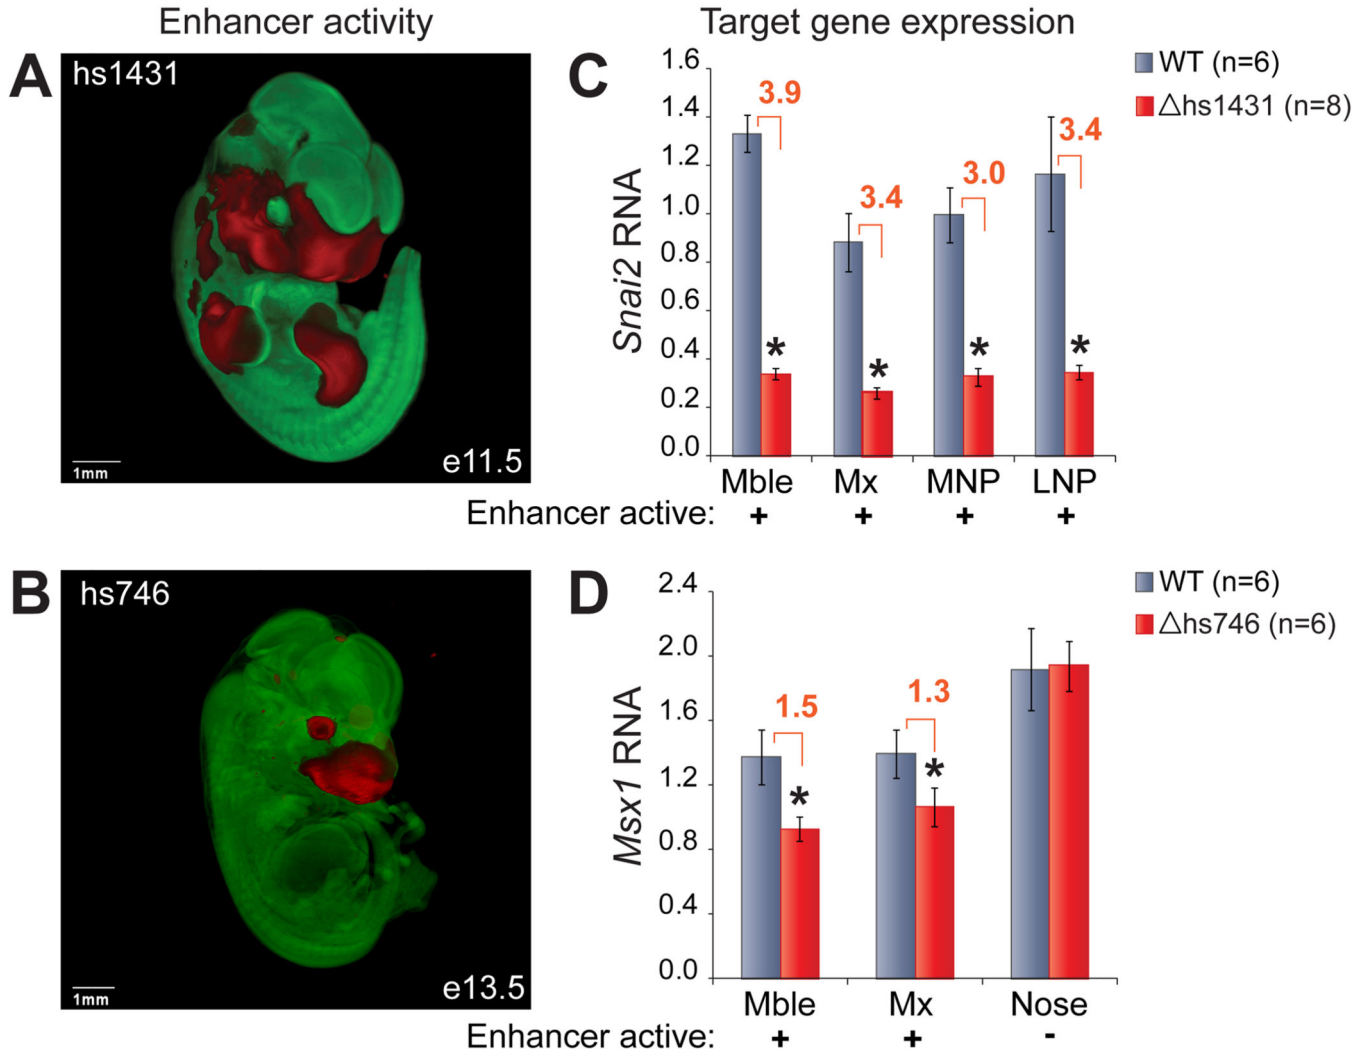 Enhancer activity
Target gene expression
A
hs1431
e11.5
1mm
C
Snai2 RNA
1.6
1.4
1.2
1.0
0.8
0.6
0.4
0.2
0.0
3.9
3.4
3.0
3.4
*
*
*
*
WT (n=6)
△hs1431 (n=8)
Mble Mx MNP LNP
Enhancer active: + + + +
B
hs746
e13.5
1mm
D
Msx1 RNA
2.4
2.0
1.6
1.2
0.8
0.4
0.0
1.5
1.3
*
*
WT (n=6)
△hs746 (n=6)
Mble Mx Nose
Enhancer active: + + -